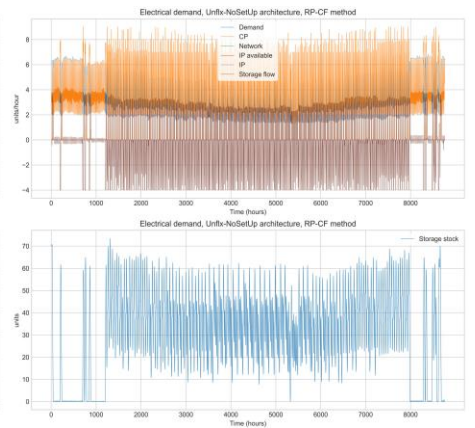 Electrical demand, Unflx-NoSetUp architecture, RP-CF method
Demand
CP
Network
IP available
IP
Storage flow
units/hour
8
6
4
2
0
−2
−4
0 1000 2000 3000 4000 5000 6000 7000 8000
Time (hours)
Electrical demand, Unflx-NoSetUp architecture, RP-CF method
Storage stock
units
70
60
50
40
30
20
10
0
0 1000 2000 3000 4000 5000 6000 7000 8000
Time (hours)